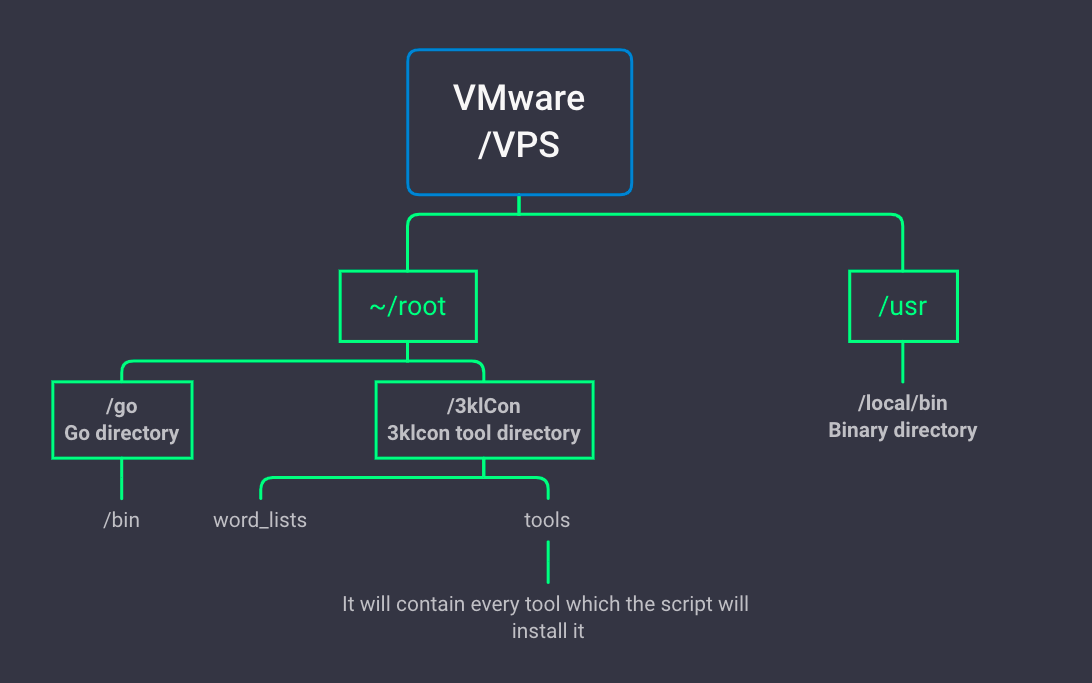 VMware
/VPS
~/root
/usr
/go
Go directory
/3klCon
3klcon tool directory
/local/bin
Binary directory
/bin
word_lists
tools
It will contain every tool which the script will
install it